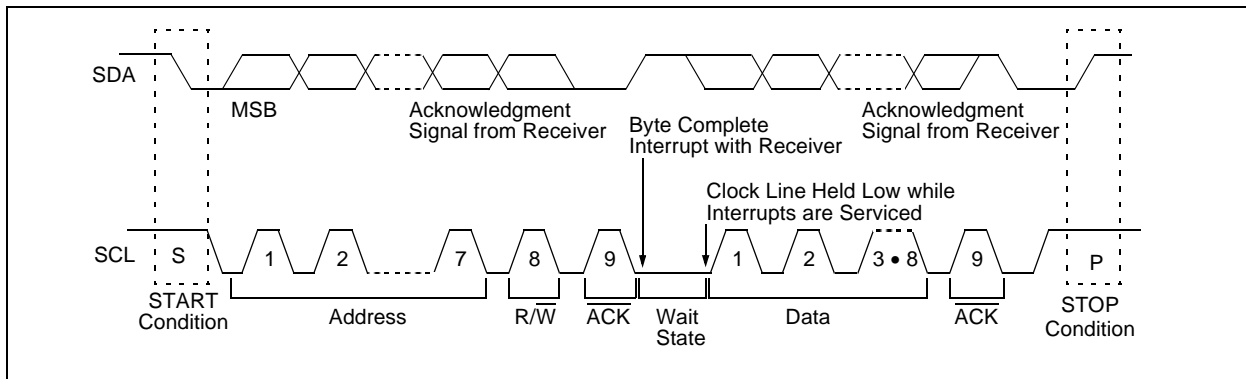 SDA
MSB
Acknowledgment
Signal from Receiver
Byte Complete
Interrupt with Receiver
Acknowledgment
Signal from Receiver
Clock Line Held Low while
Interrupts are Serviced
SCL
S 1 2 7 8 9 1 2 3 • 8 9 P
START
Condition
Address
R/W̅
A̅C̅K̅
Wait
State
Data
A̅C̅K̅
STOP
Condition